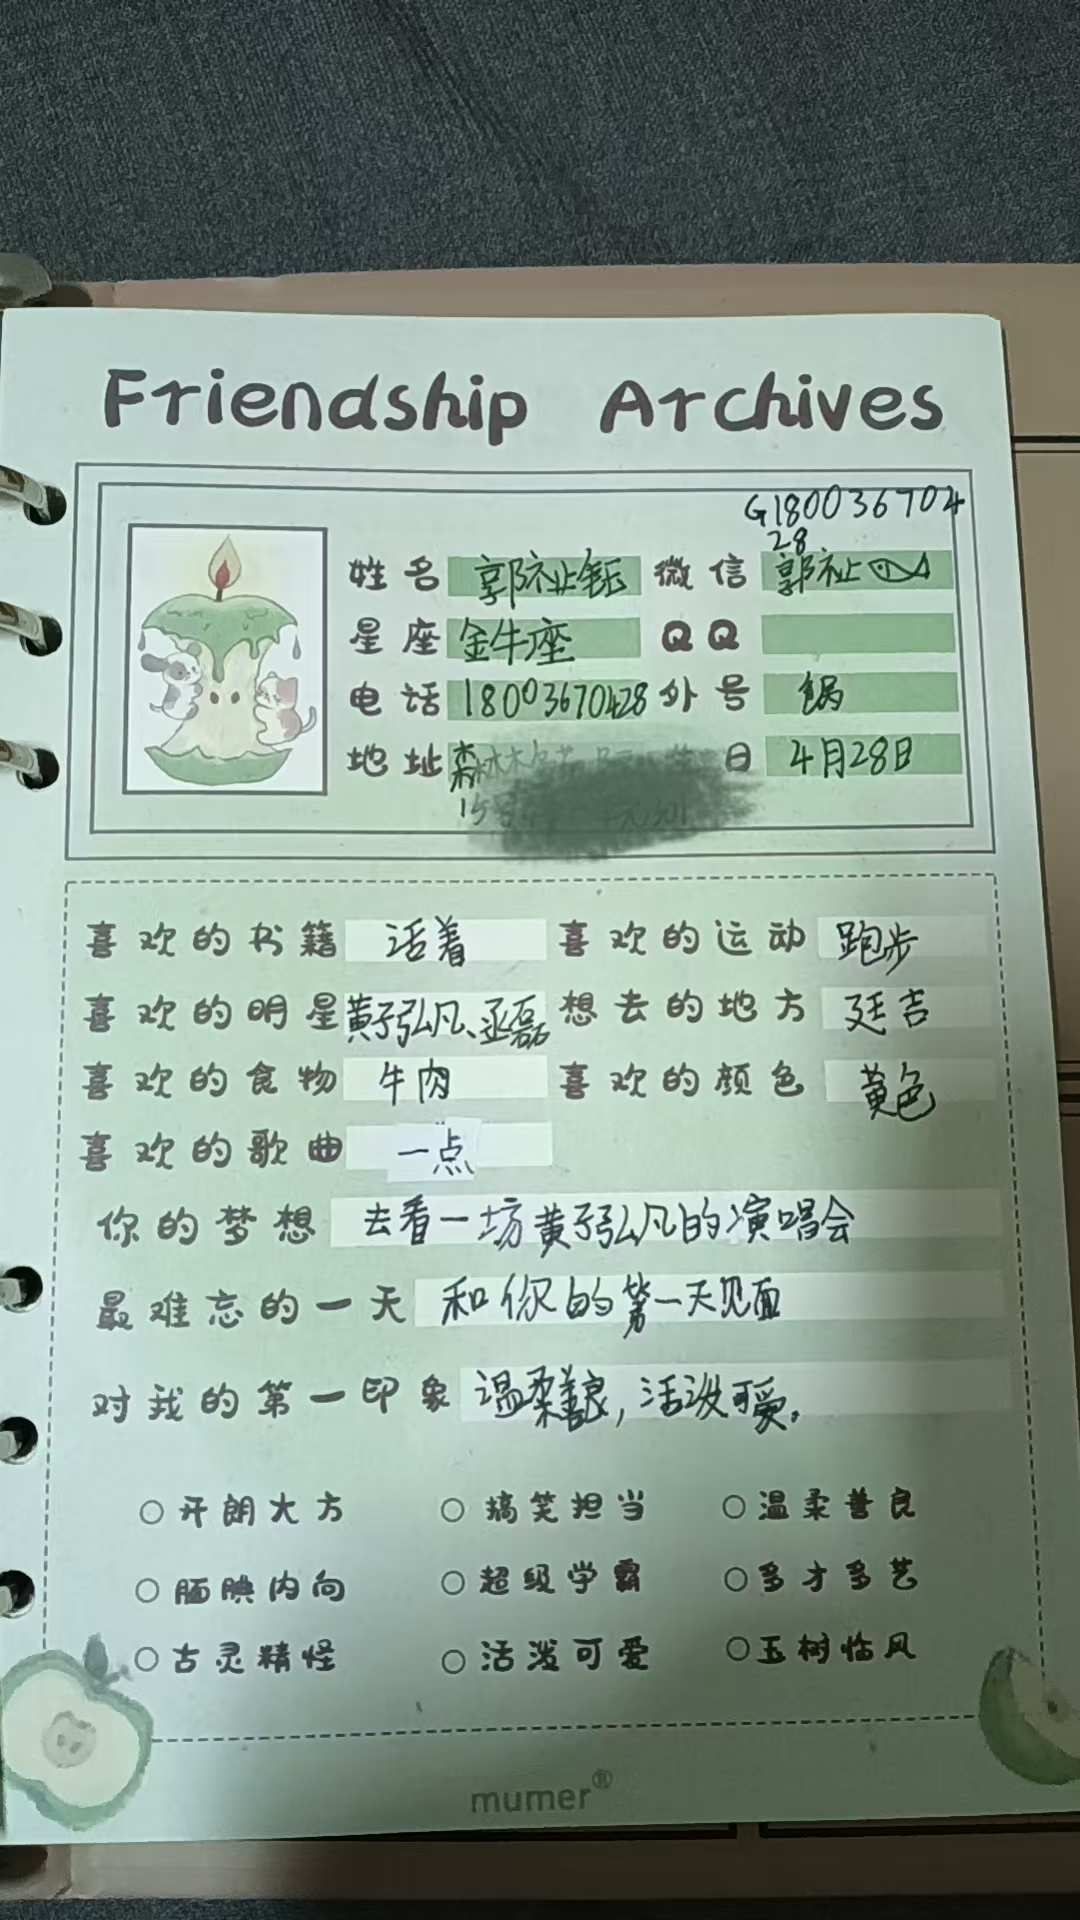 Friendship Archives
G18003670428
姓名 郭祉钰 微信 郭祉
星座 金牛座 QQ
电话 18003670428 外号 锅
地址 森林 日 4月28日
喜欢的书籍 活着 喜欢的运动 跑步
喜欢的明星 黄子弘凡、丞磊 想去的地方 延吉
喜欢的食物 牛肉 喜欢的颜色 黄色
喜欢的歌曲 一点
你的梦想 去看一场黄子弘凡的演唱会
最难忘的一天 和你的第一天见面
对我的第一印象 温柔善良,活泼可爱。
开朗大方 搞笑担当 温柔善良
腼腆内向 超级学霸 多才多艺
古灵精怪 活泼可爱 玉树临风
mumer®